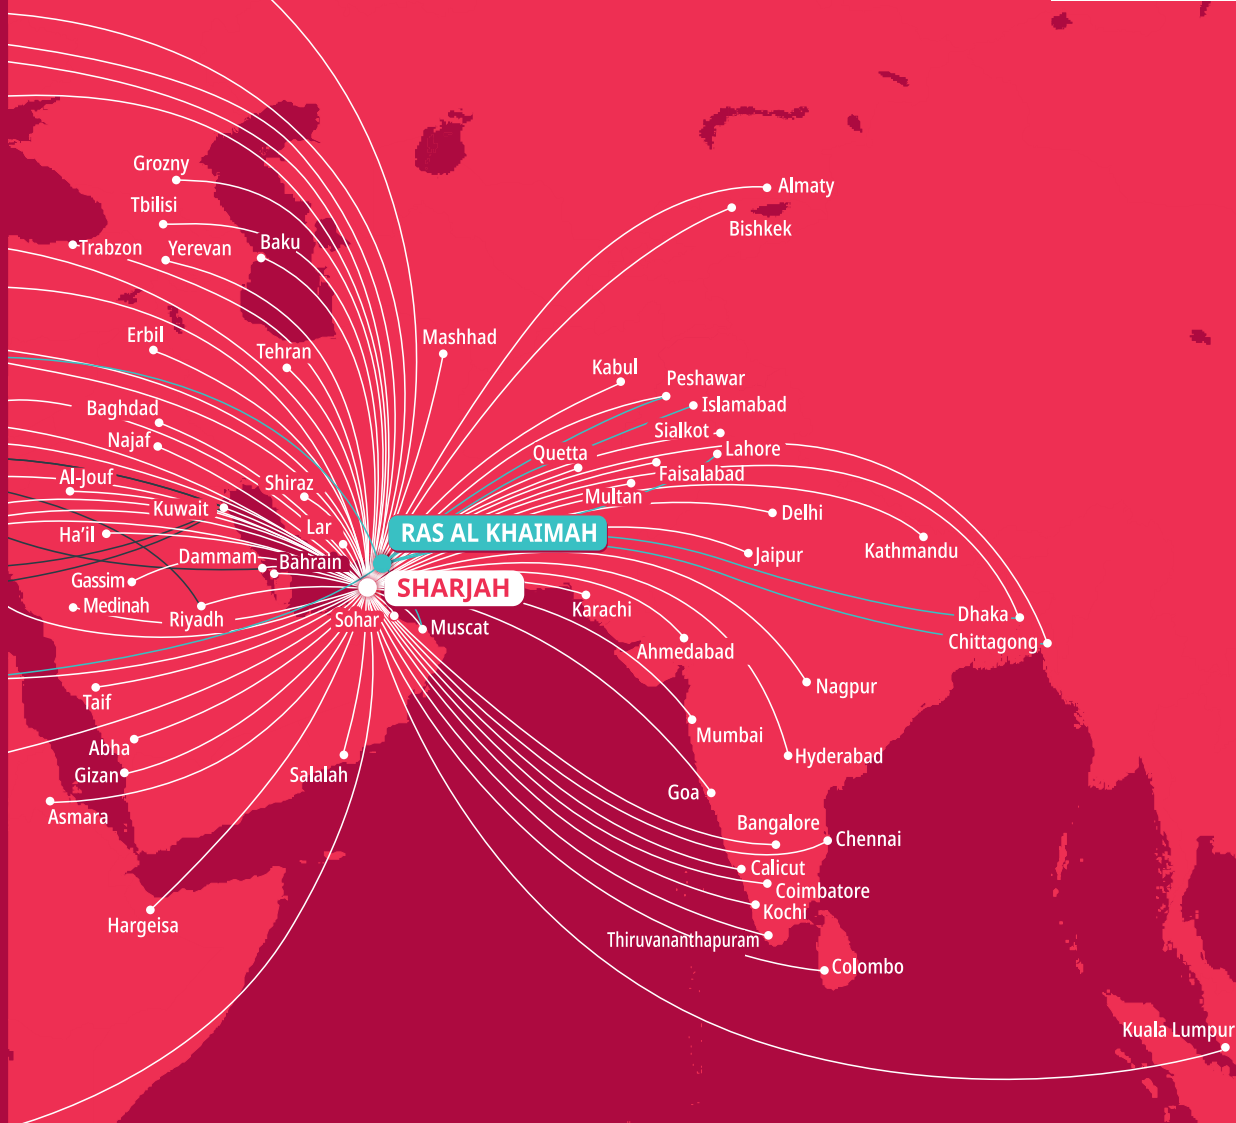 Grozny
Almaty
Tbilisi
Bishkek
Trabzon
Yerevan
Baku
Erbil
Mashhad
Tehran
Kabul
Peshawar
Baghdad
Islamabad
Najaf
Sialkot
Quetta
Lahore
Al-Jouf
Shiraz
Faisalabad
Multan
Kuwait
Delhi
Lar
RAS AL KHAIMAH
Ha'il
Kathmandu
Dammam
Bahrain
Jaipur
Gassim
SHARJAH
Medinah
Karachi
Riyadh
Sohar
Muscat
Dhaka
Chittagong
Ahmedabad
Nagpur
Taif
Mumbai
Abha
Hyderabad
Gizan
Salalah
Goa
Asmara
Bangalore
Chennai
Calicut
Coimbatore
Kochi
Hargeisa
Thiruvananthapuram
Colombo
Kuala Lumpur